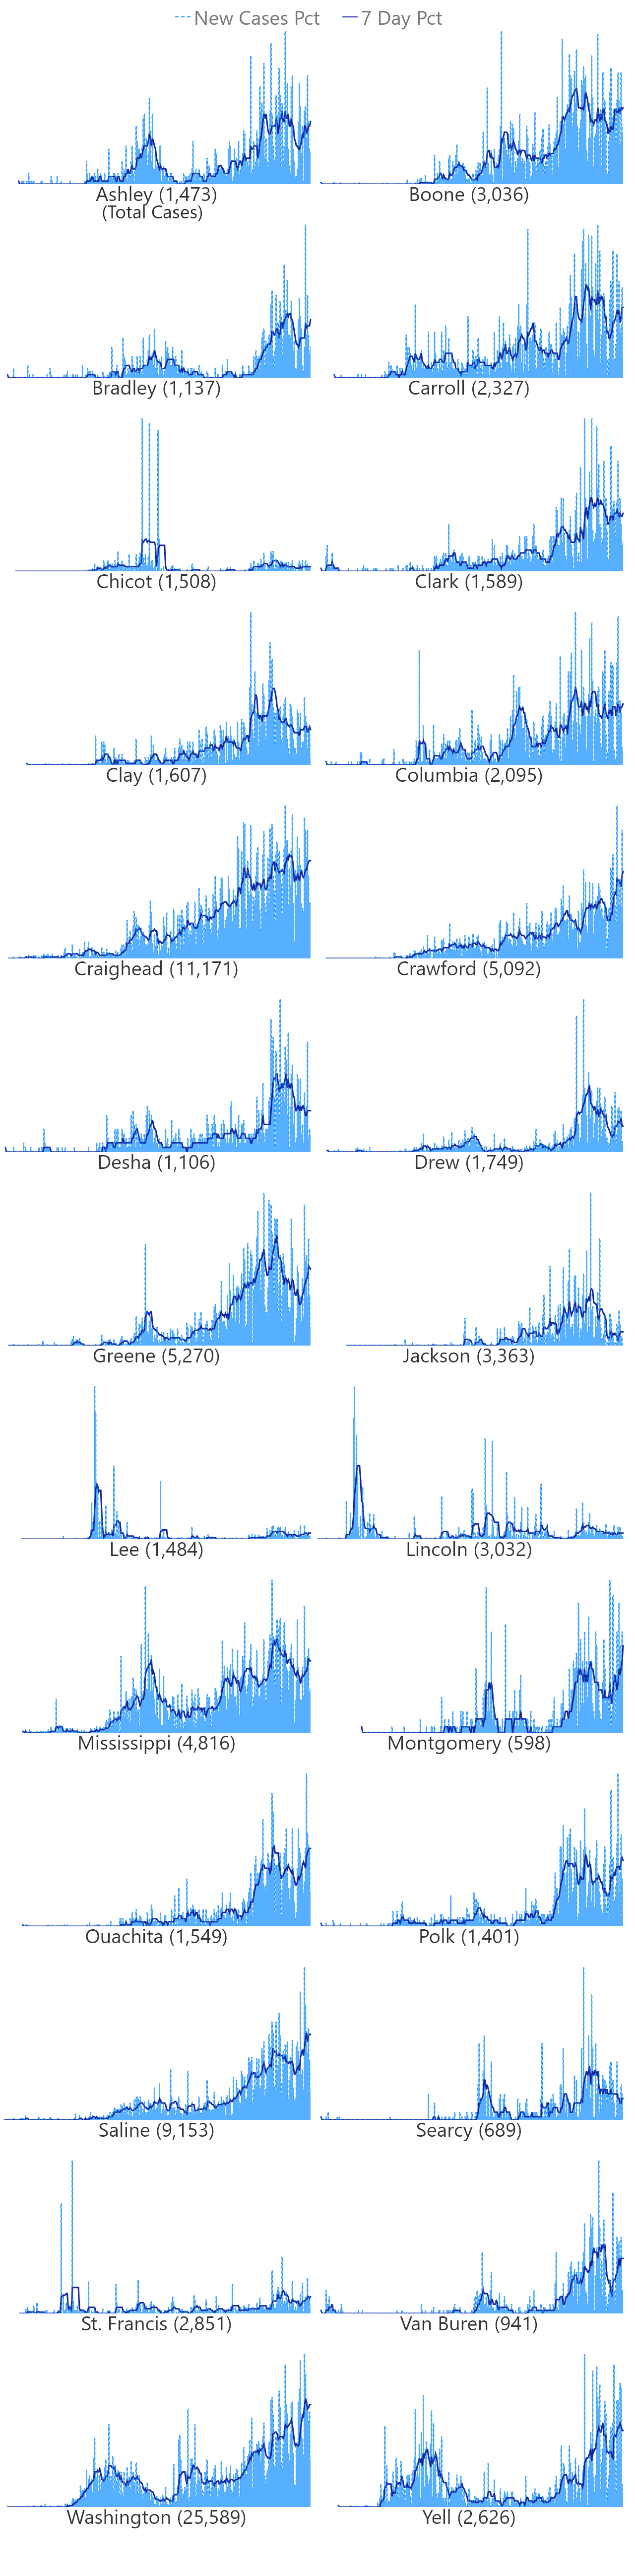 New Cases Pct 7 Day Pct
Ashley (1,473) Boone (3,036)
(Total Cases)
Bradley (1,137) Carroll (2,327)
Chicot (1,508) Clark (1,589)
Clay (1,607) Columbia (2,095)
Craighead (11,171) Crawford (5,092)
Desha (1,106) Drew (1,749)
Greene (5,270) Jackson (3,363)
Lee (1,484) Lincoln (3,032)
Mississippi (4,816) Montgomery (598)
Ouachita (1,549) Polk (1,401)
Saline (9,153) Searcy (689)
St. Francis (2,851) Van Buren (941)
Washington (25,589) Yell (2,626)